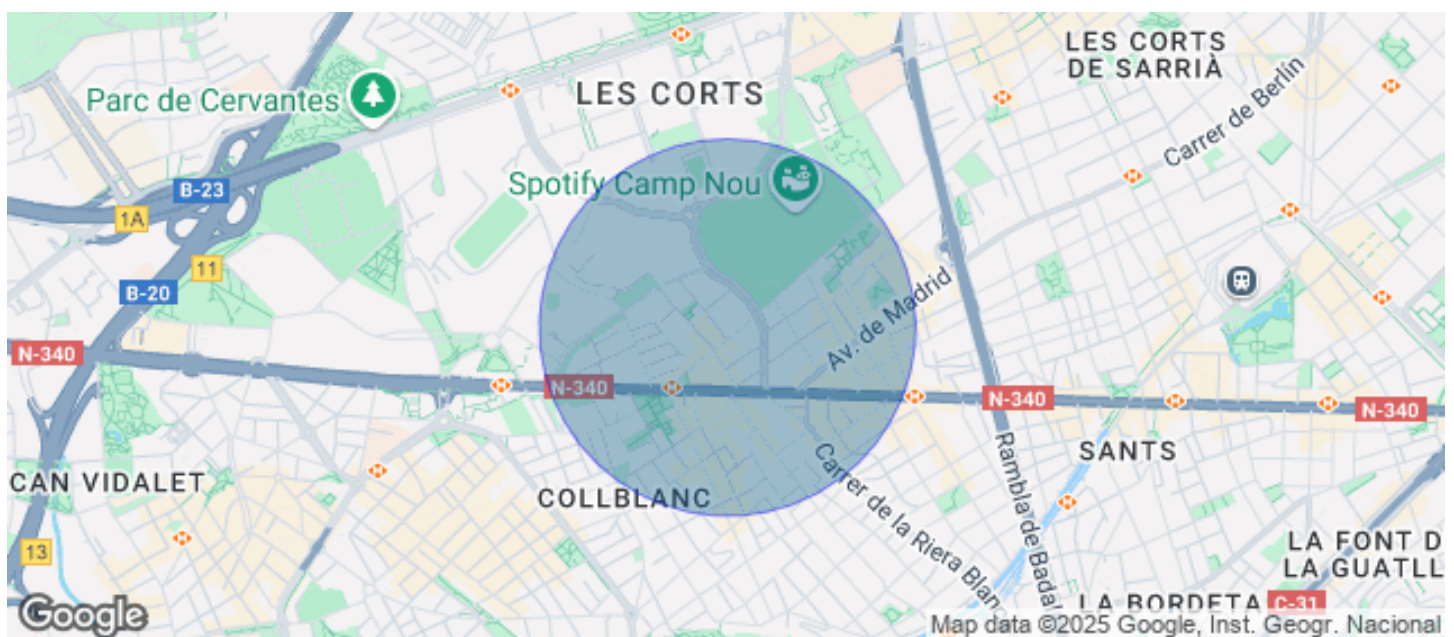 LES CORTS
DE SARRIÀ
Parc de Cervantes
LES CORTS
Carrer de Berlín
Spotify Camp Nou
B-23
1A
11
B-20
Av. de Madrid
N-340
N-340
N-340
N-340
SANTS
CAN VIDALET
COLLBLANC
Carrer de la Riera Blan
Rambla de Badal
13
LA FONT D
LA GUATLL
LA BORDETA
C-31
Google
Map data ©2025 Google, Inst. Geogr. Nacional